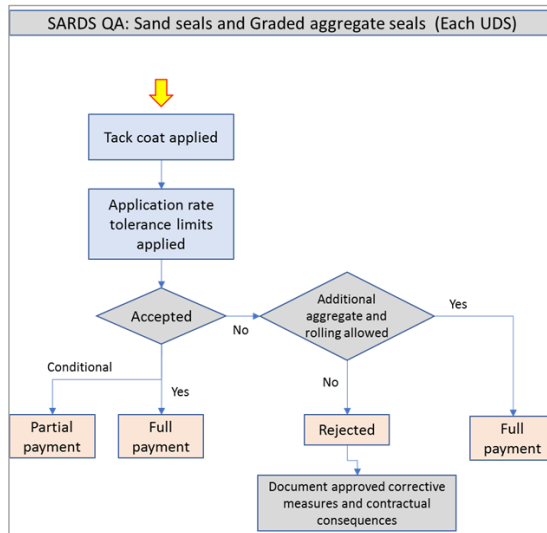 SARDS QA: Sand seals and Graded aggregate seals (Each UDS)
Tack coat applied
Application rate
tolerance limits
applied
Accepted
No
Additional
aggregate and
rolling allowed
Yes
Conditional
Yes
No
Partial
payment
Full
payment
Rejected
Full
payment
Document approved corrective
measures and contractual
consequences